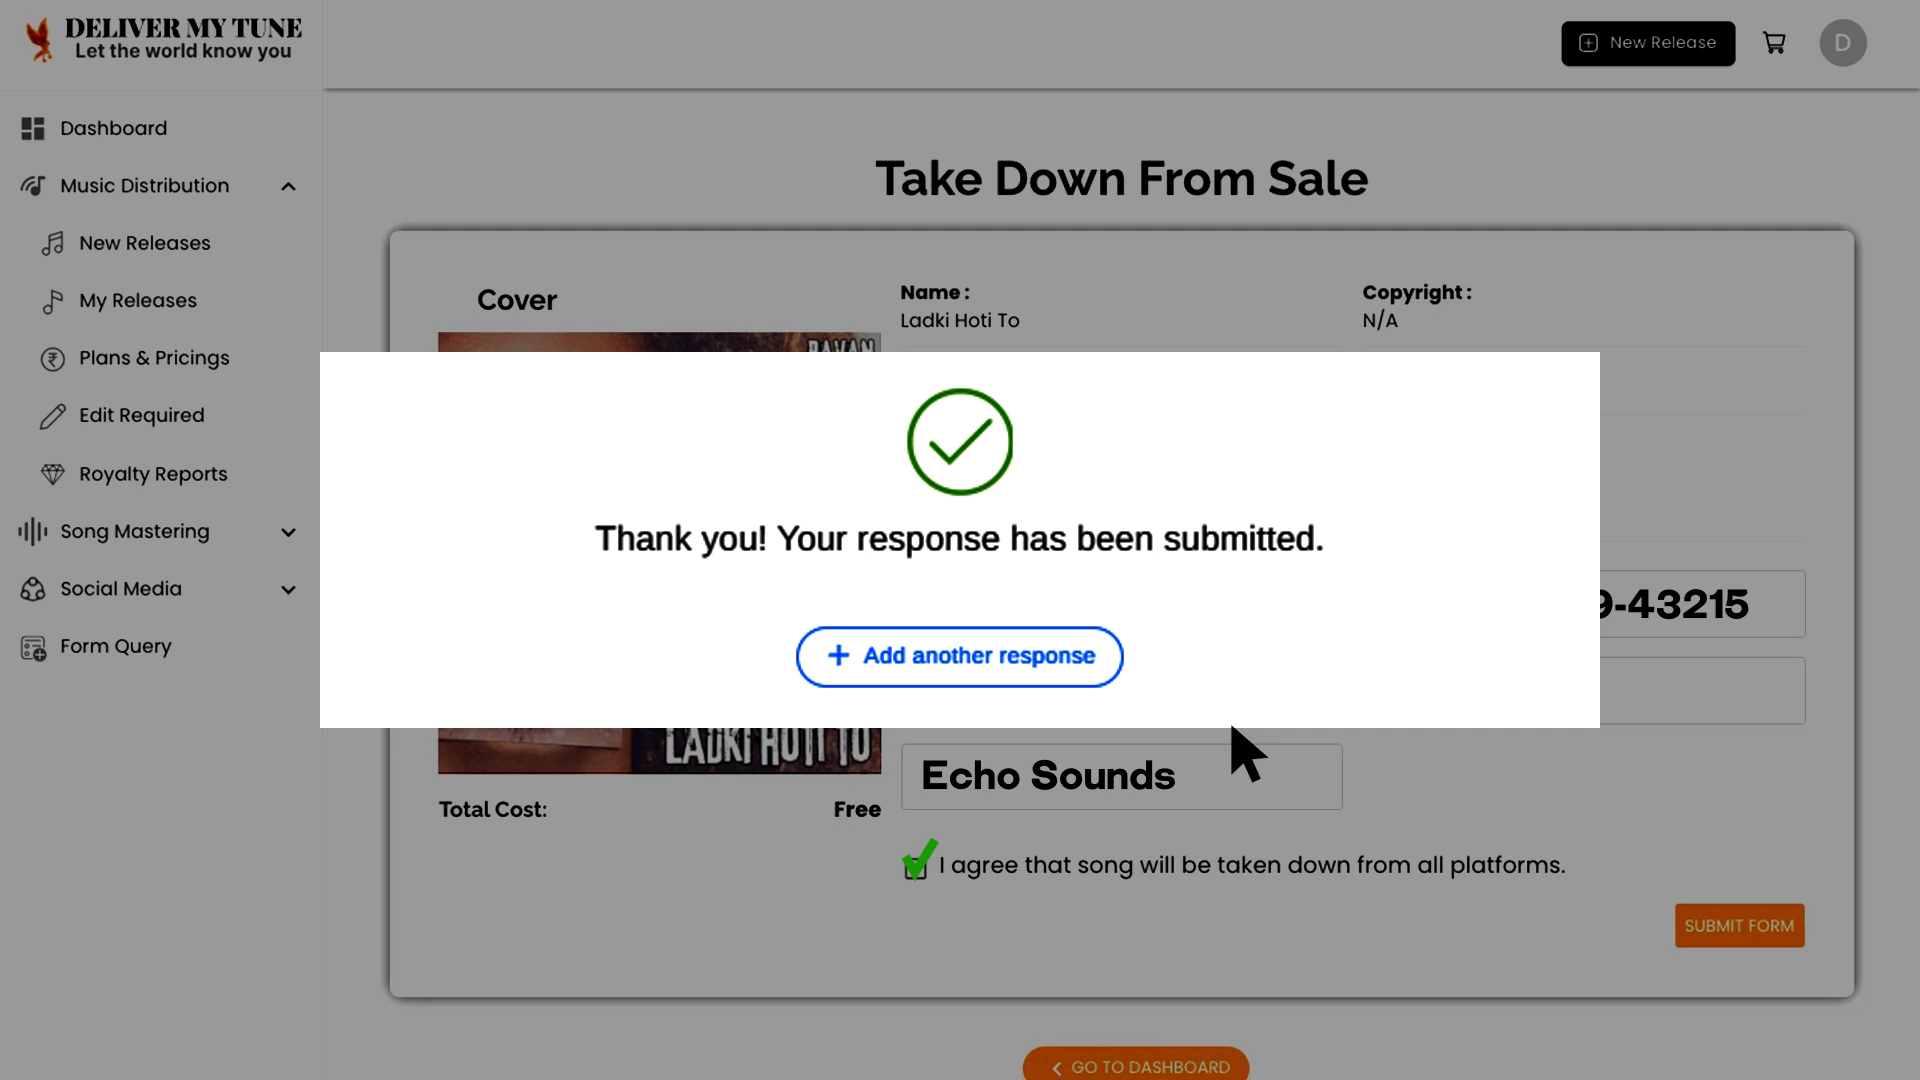 DELIVER MY TUNE
Let the world know you
New Release
D
Dashboard
Music Distribution
New Releases
My Releases
Plans & Pricings
Edit Required
Royalty Reports
Song Mastering
Social Media
Form Query
Take Down From Sale
Cover
Name :
Ladki Hoti To
Copyright :
N/A
Thank you! Your response has been submitted.
+ Add another response
9-43215
LADKI HOTI TO
Echo Sounds
Total Cost:
Free
I agree that song will be taken down from all platforms.
SUBMIT FORM
GO TO DASHBOARD